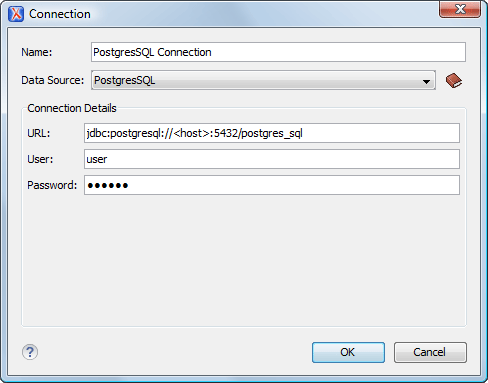 Connection
Name: PostgresSQL Connection
Data Source: PostgresSQL
Connection Details
URL: jdbc:postgresql://<host>:5432/postgres_sql
User: user
Password: ●●●●●●
? OK Cancel